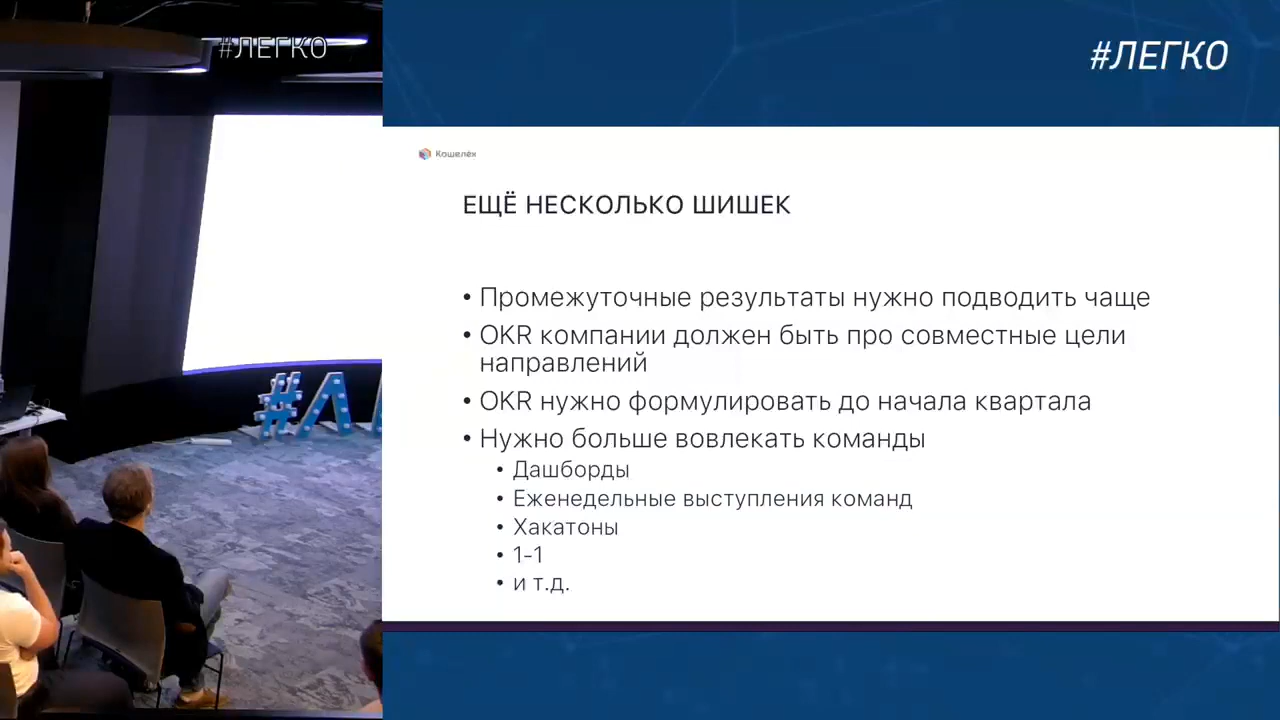 #ЛЕГКО
#ЛЕГКО
Кошелёк
ЕЩЁ НЕСКОЛЬКО ШИШЕК
• Промежуточные результаты нужно подводить чаще
• OKR компании должен быть про совместные цели
направлений
• OKR нужно формулировать до начала квартала
• Нужно больше вовлекать команды
• Дашборды
• Еженедельные выступления команд
• Хакатоны
• 1-1
• и т.д.
#Л